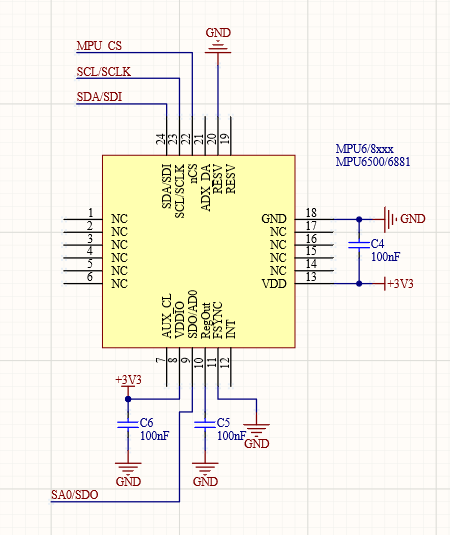 GND
MPU_CS
SCL/SCLK
SDA/SDI
24
23
22
21
20
19
SDA/SDI
SCL/SCLK
nCS
ADX_DA
RESV
RESV
MPU6/8xxx
MPU6500/6881
1 NC
2 NC
3 NC
4 NC
5 NC
6 NC
GND 18
NC 17
NC 16
NC 15
NC 14
VDD 13
GND
C4
100nF
+3V3
AUX_CL
VDDIO
SDO/AD0
RegOut
FSYNC
INT
7
8
9
10
11
12
+3V3
C6
100nF
C5
100nF
GND
GND
GND
SA0/SDO